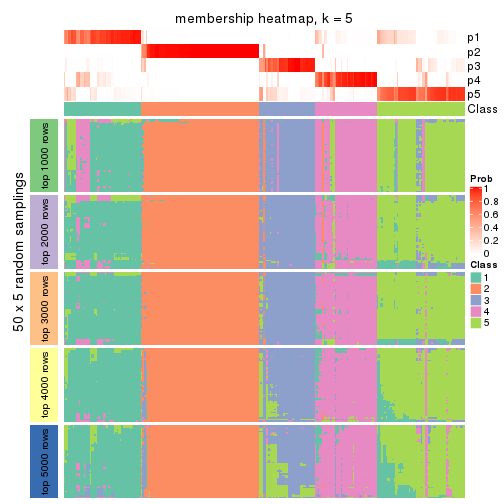 membership heatmap, k = 5
p1
p2
p3
p4
p5
Class
50 x 5 random samplings
top 1000 rows
top 2000 rows
top 3000 rows
top 4000 rows
top 5000 rows
Prob
1
0.8
0.6
0.4
0.2
0
Class
1
2
3
4
5